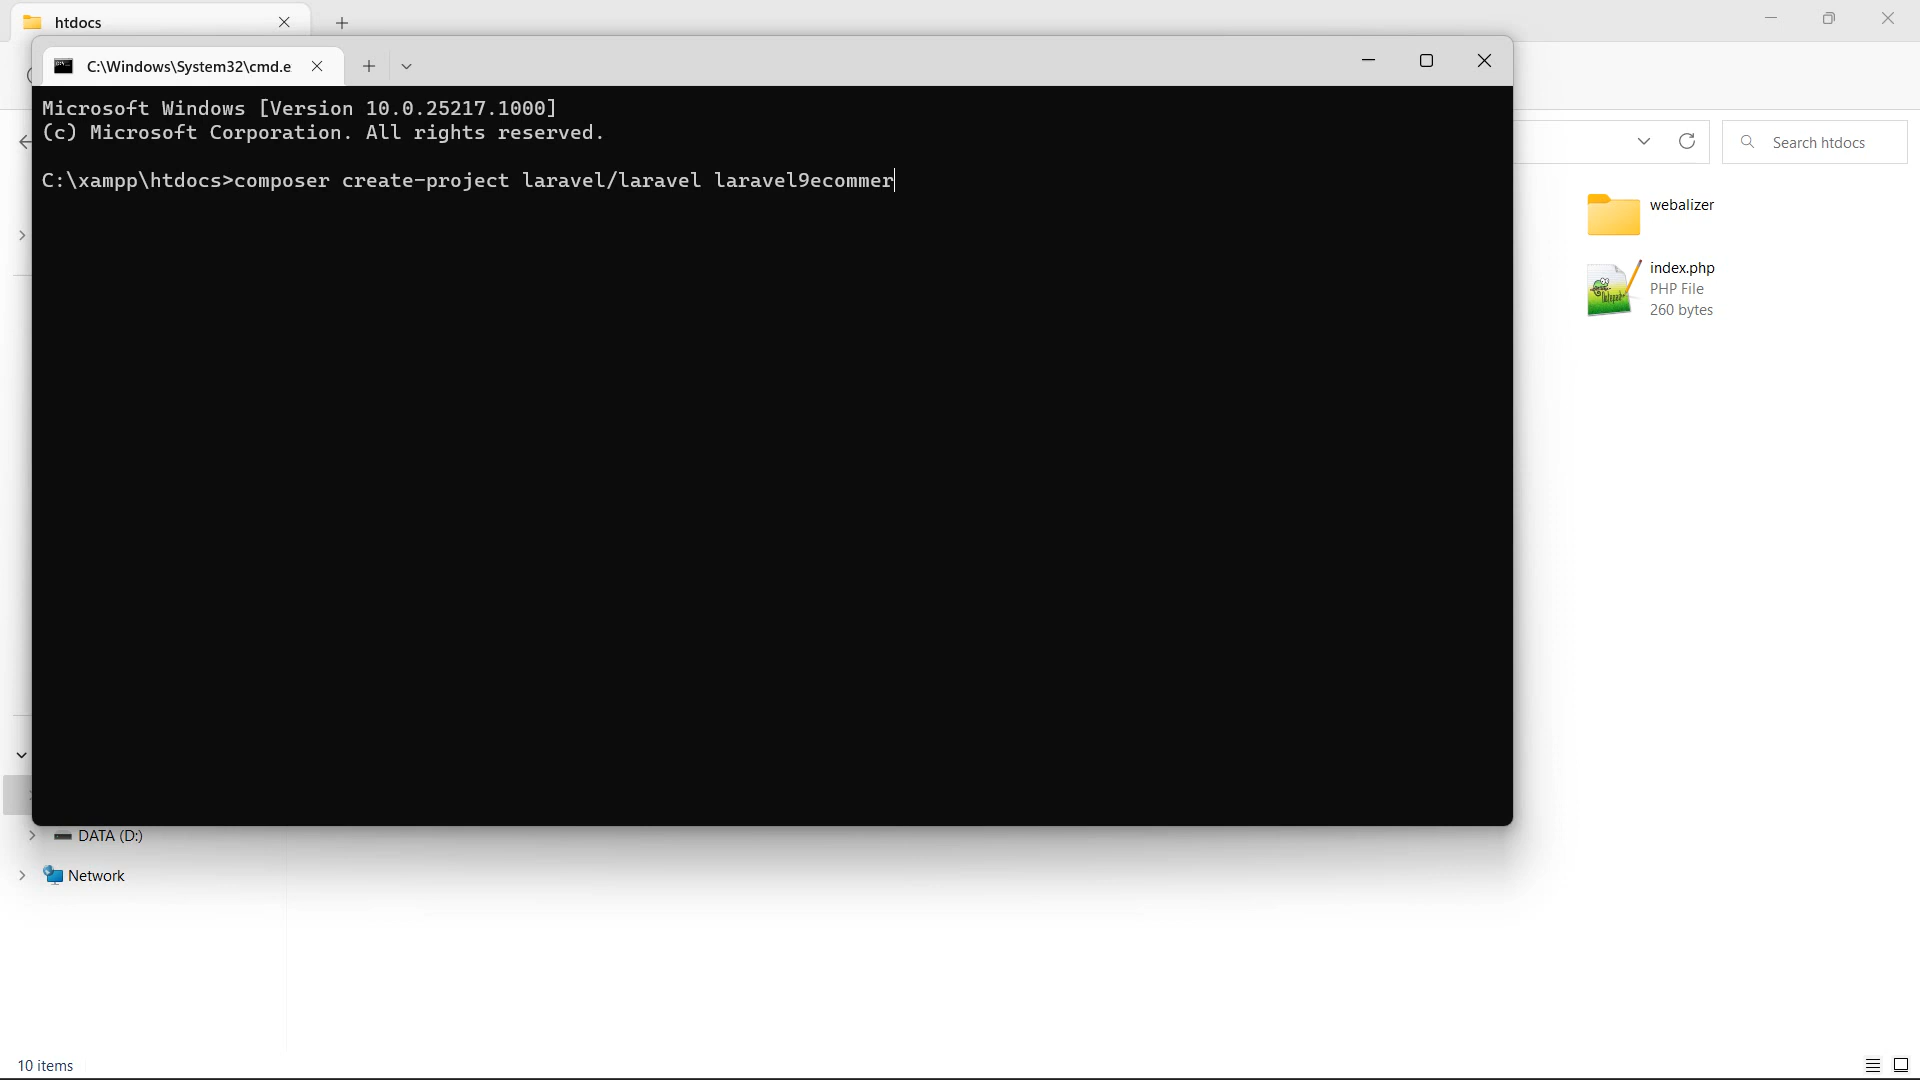 htdocs
C:\Windows\System32\cmd.e
Microsoft Windows [Version 10.0.25217.1000]
(c) Microsoft Corporation. All rights reserved.
C:\xampp\htdocs>composer create-project laravel/laravel laravel9ecommer
Search htdocs
webalizer
index.php
PHP File
260 bytes
DATA (D:)
Network
10 items